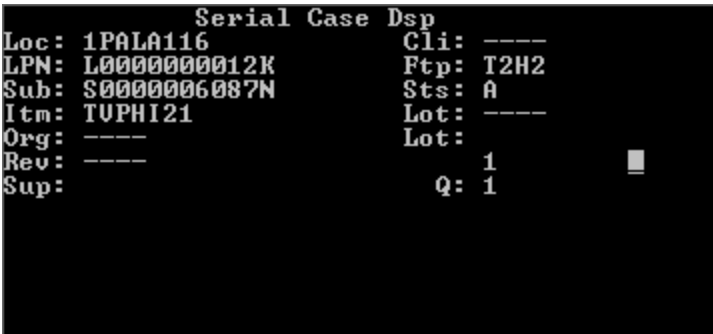 Serial Case Dsp
Loc: 1PALA116 Cli: ----
LPN: L0000000012K Ftp: T2H2
Sub: S0000006087N Sts: A
Itm: TVPHI21 Lot: ----
Org: ---- Lot:
Rev: ---- 1
Sup: Q: 1